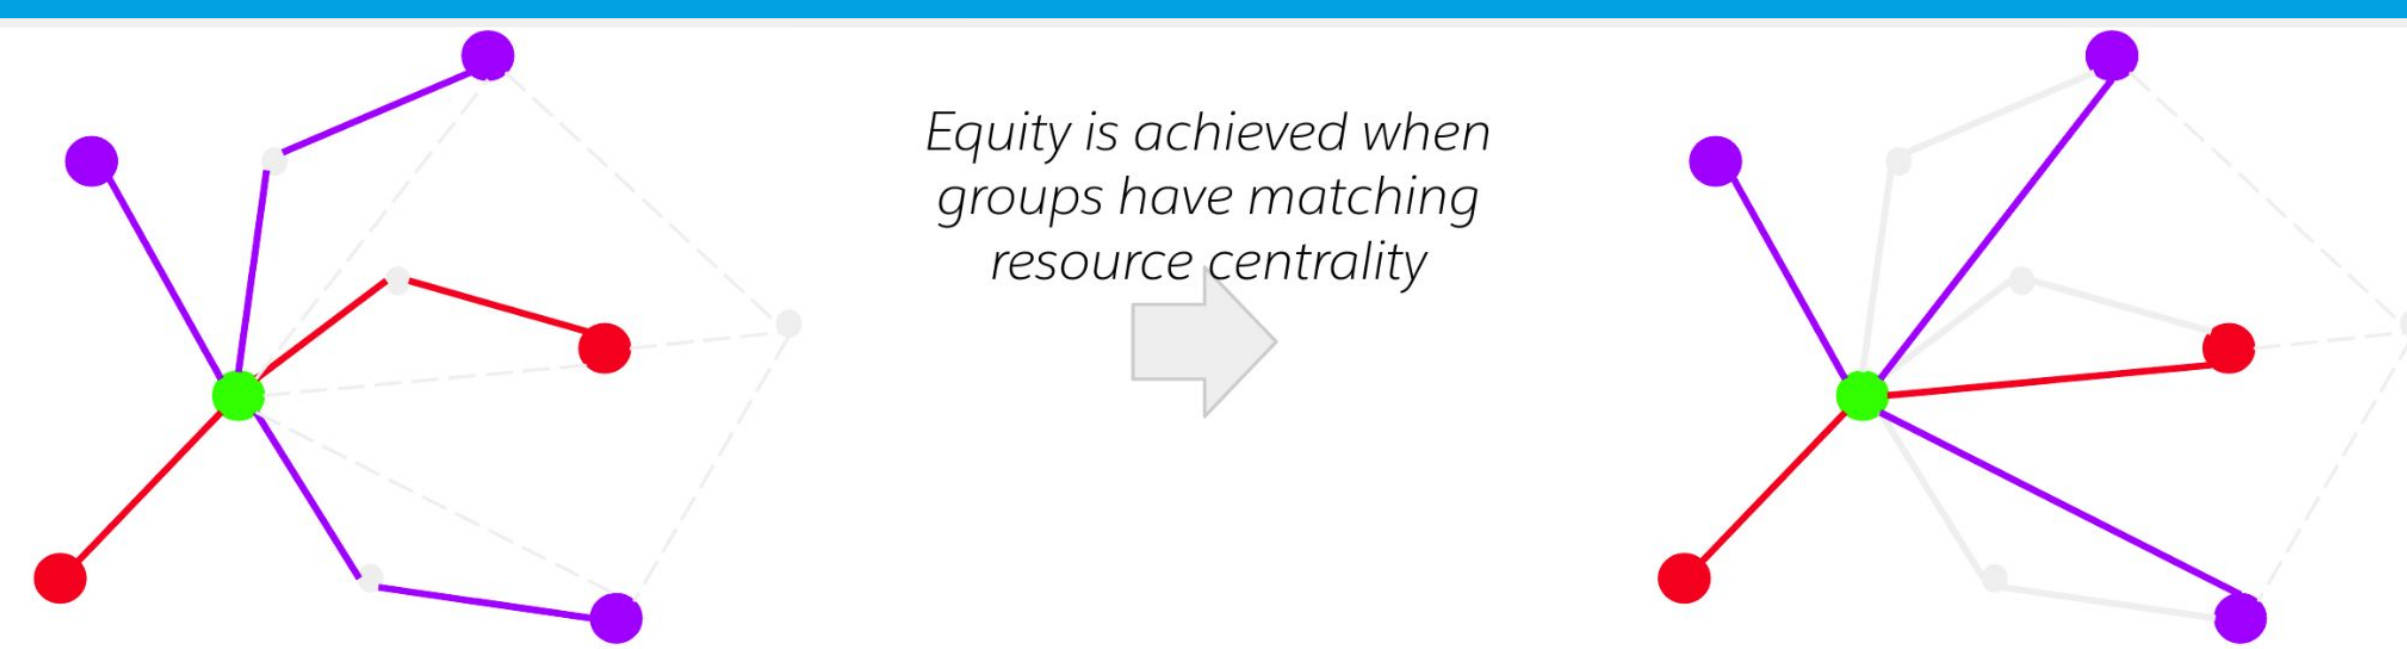 Equity is achieved when
groups have matching
resource centrality